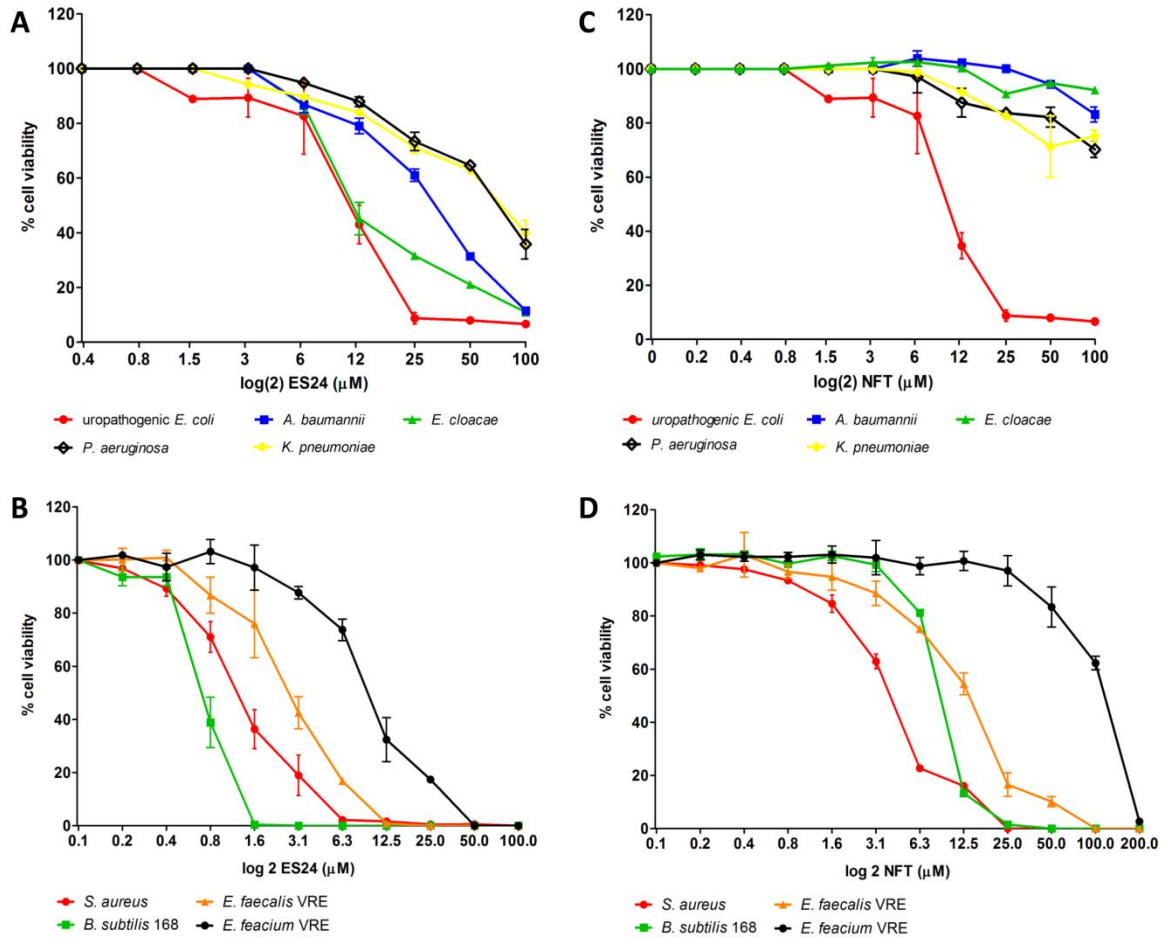 A
120
100
80
60
40
20
0
% cell viability
0.4 0.8 1.5 3 6 12 25 50 100
log(2) ES24 (µM)
uropathogenic E. coli A. baumannii E. cloacae
P. aeruginosa K. pneumoniae
C
120
100
80
60
40
20
0
% cell viability
0 0.2 0.4 0.8 1.5 3 6 12 25 50 100
log(2) NFT (µM)
uropathogenic E. coli A. baumannii E. cloacae
P. aeruginosa K. pneumoniae
B
120
100
80
60
40
20
0
% cell viability
0.1 0.2 0.4 0.8 1.6 3.1 6.3 12.5 25.0 50.0 100.0
log 2 ES24 (µM)
S. aureus E. faecalis VRE
B. subtilis 168 E. feacium VRE
D
120
100
80
60
40
20
0
% cell viability
0.1 0.2 0.4 0.8 1.6 3.1 6.3 12.5 25.0 50.0 100.0 200.0
log 2 NFT (µM)
S. aureus E. faecalis VRE
B. subtilis 168 E. feacium VRE